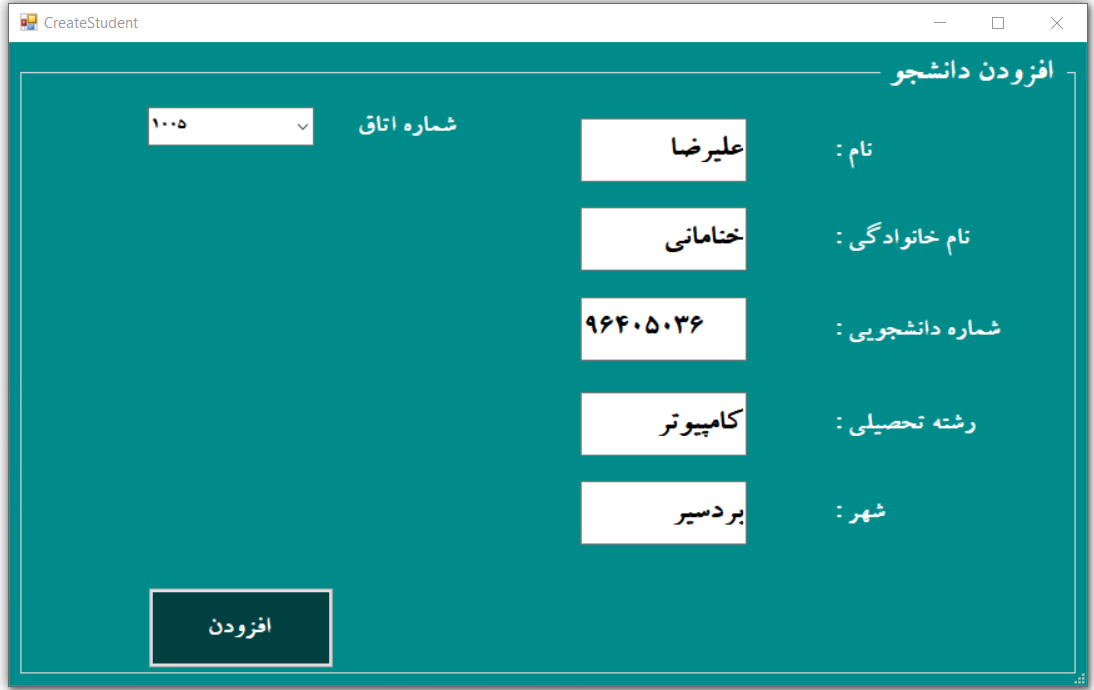 CreateStudent
افزودن دانشجو
نام : علیرضا
نام خانوادگی : خنامانی
شماره دانشجویی : ۹۶۴۰۵۰۳۶
رشته تحصیلی : کامپیوتر
شهر : بردسیر
شماره اتاق ۱۰۰۵
افزودن